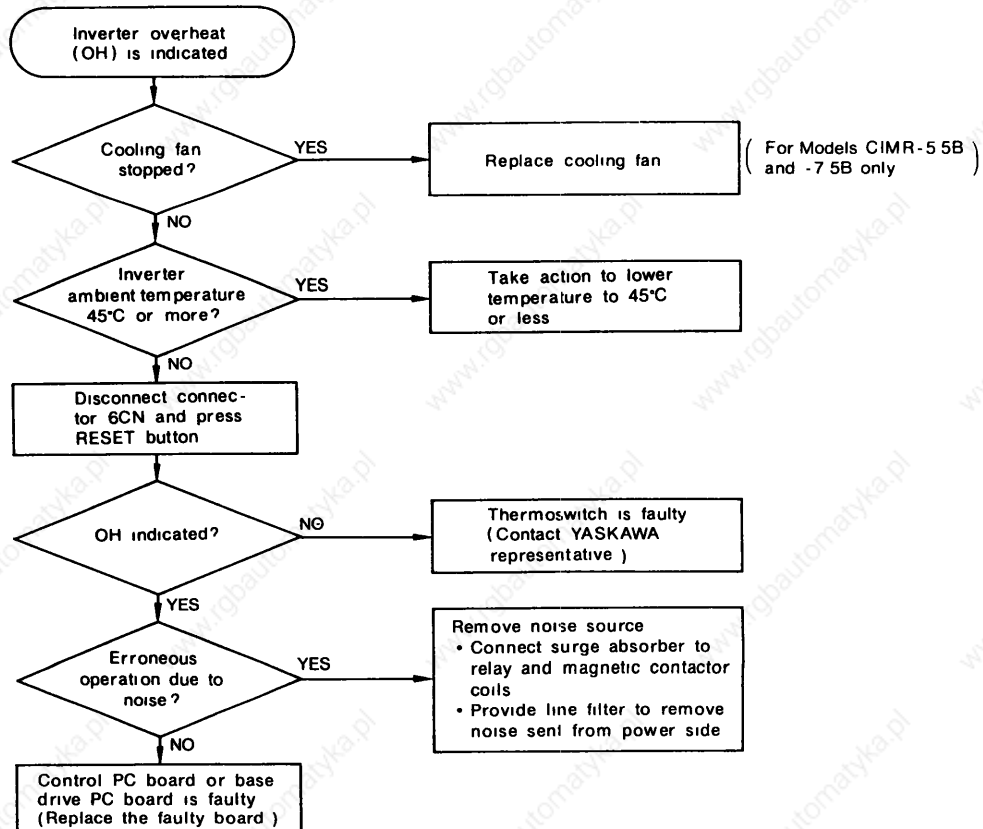 Inverter overheat
(OH) is indicated
Cooling fan
stopped?
YES
Replace cooling fan
(For Models CIMR-5 5B
and -7 5B only)
NO
Inverter
ambient temperature
45°C or more?
YES
Take action to lower
temperature to 45°C
or less
NO
Disconnect connec-
tor 6CN and press
RESET button
OH indicated?
NO
Thermoswitch is faulty
(Contact YASKAWA
representative)
YES
Erroneous
operation due to
noise?
YES
Remove noise source
• Connect surge absorber to
relay and magnetic contactor
coils
• Provide line filter to remove
noise sent from power side
NO
Control PC board or base
drive PC board is faulty
(Replace the faulty board)
www.rgbautomatyka.pl